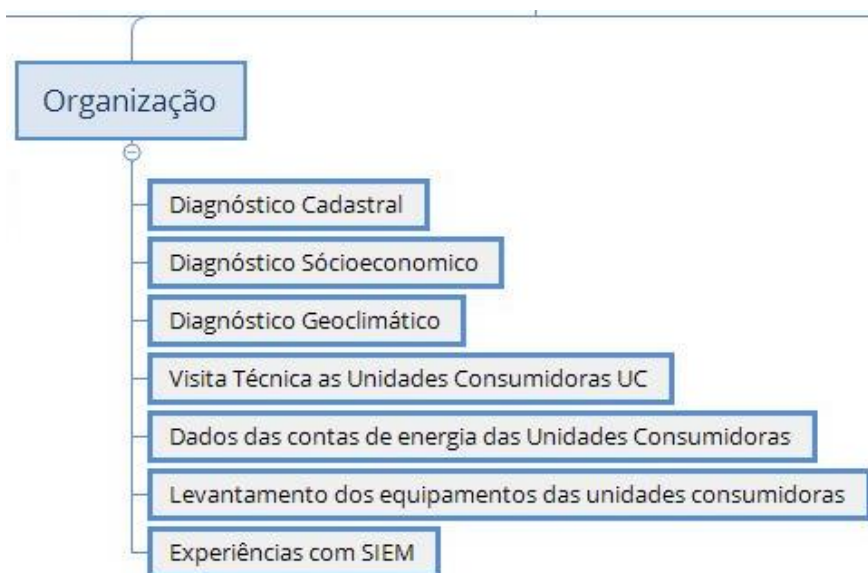 Organização
Diagnóstico Cadastral
Diagnóstico Sócioeconomico
Diagnóstico Geoclimático
Visita Técnica as Unidades Consumidoras UC
Dados das contas de energia das Unidades Consumidoras
Levantamento dos equipamentos das unidades consumidoras
Experiências com SIEM